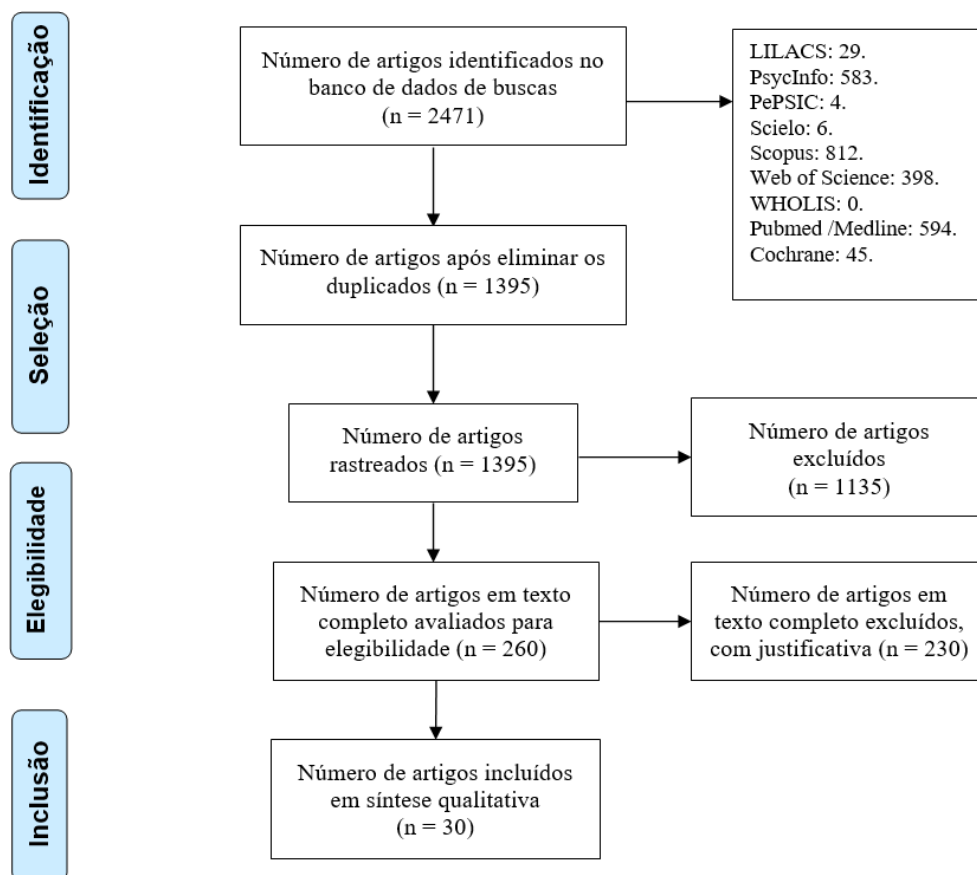 Identificação
Número de artigos identificados no
banco de dados de buscas
(n = 2471)
LILACS: 29.
PsycInfo: 583.
PePSIC: 4.
Scielo: 6.
Scopus: 812.
Web of Science: 398.
WHOLIS: 0.
Pubmed /Medline: 594.
Cochrane: 45.
Seleção
Número de artigos após eliminar os
duplicados (n = 1395)
Número de artigos
rastreados (n = 1395)
Número de artigos
excluídos
(n = 1135)
Elegibilidade
Número de artigos em texto
completo avaliados para
elegibilidade (n = 260)
Número de artigos em
texto completo excluídos,
com justificativa (n = 230)
Inclusão
Número de artigos incluídos
em síntese qualitativa
(n = 30)